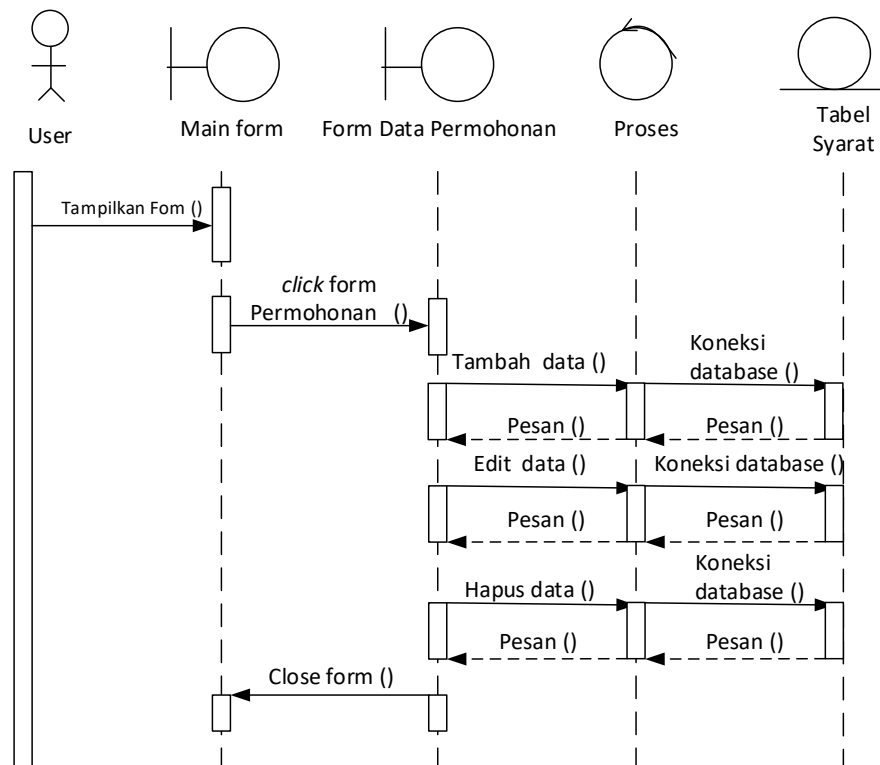 User
Main form
Form Data Permohonan
Proses
Tabel
Syarat
Tampilkan Fom ()
click form
Permohonan ()
Tambah data ()
Koneksi
database ()
Pesan ()
Pesan ()
Edit data ()
Koneksi database ()
Pesan ()
Pesan ()
Hapus data ()
Koneksi
database ()
Pesan ()
Pesan ()
Close form ()